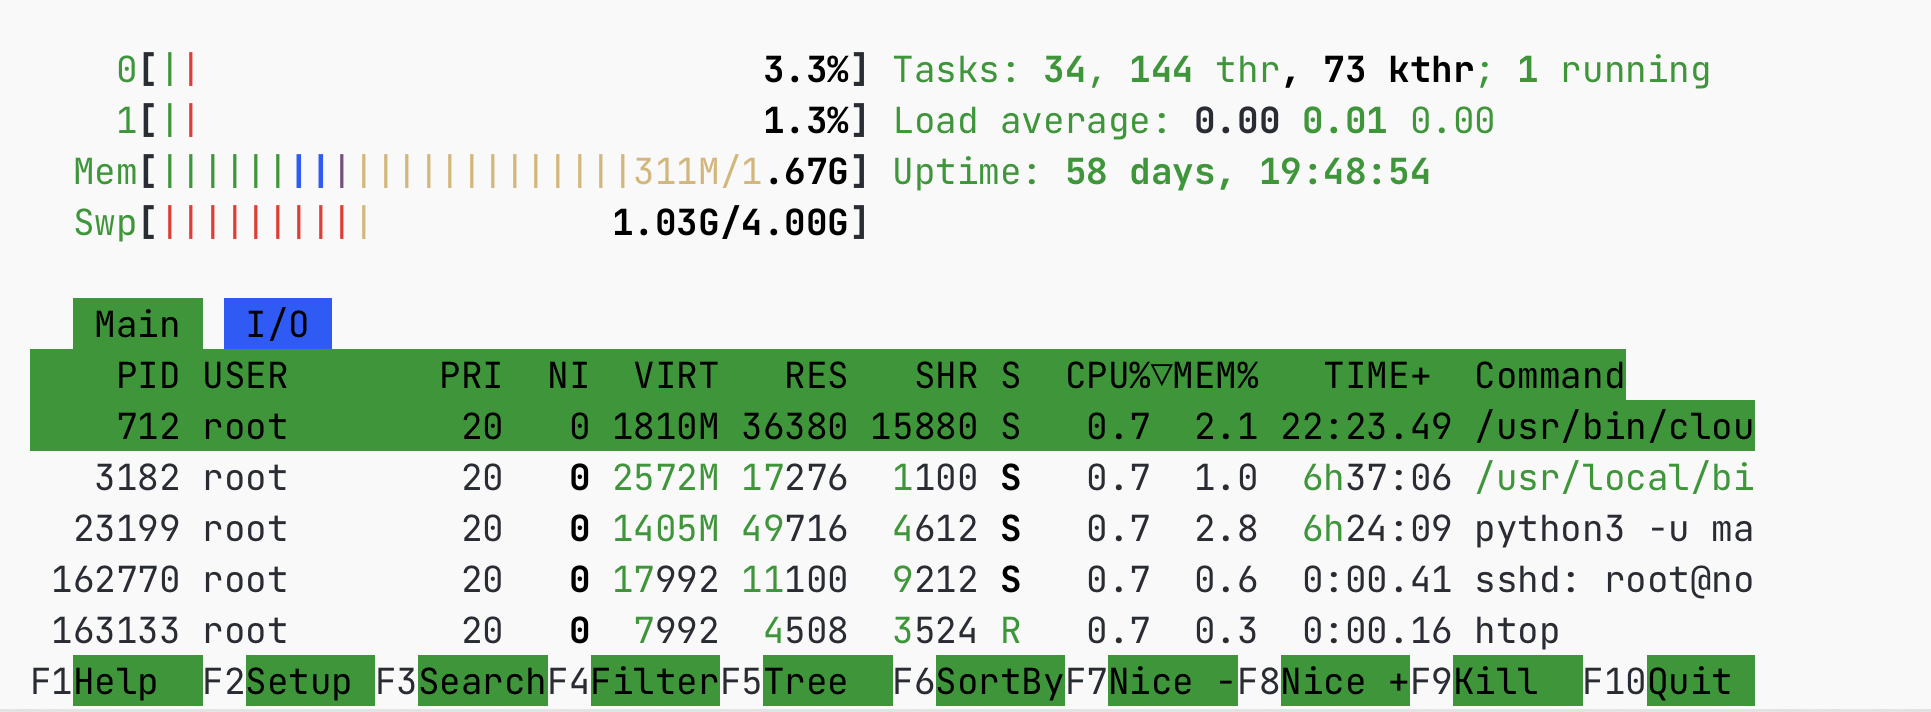 0[|| 3.3%] Tasks: 34, 144 thr, 73 kthr; 1 running
1[|| 1.3%] Load average: 0.00 0.01 0.00
Mem[||||||||||||||||||||||311M/1.67G] Uptime: 58 days, 19:48:54
Swp[|||||||||| 1.03G/4.00G]
Main I/O
PID USER PRI NI VIRT RES SHR S CPU%▽MEM% TIME+ Command
712 root 20 0 1810M 36380 15880 S 0.7 2.1 22:23.49 /usr/bin/clou
3182 root 20 0 2572M 17276 1100 S 0.7 1.0 6h37:06 /usr/local/bi
23199 root 20 0 1405M 49716 4612 S 0.7 2.8 6h24:09 python3 -u ma
162770 root 20 0 17992 11100 9212 S 0.7 0.6 0:00.41 sshd: root@no
163133 root 20 0 7992 4508 3524 R 0.7 0.3 0:00.16 htop
F1Help F2Setup F3SearchF4FilterF5Tree F6SortByF7Nice -F8Nice +F9Kill F10Quit